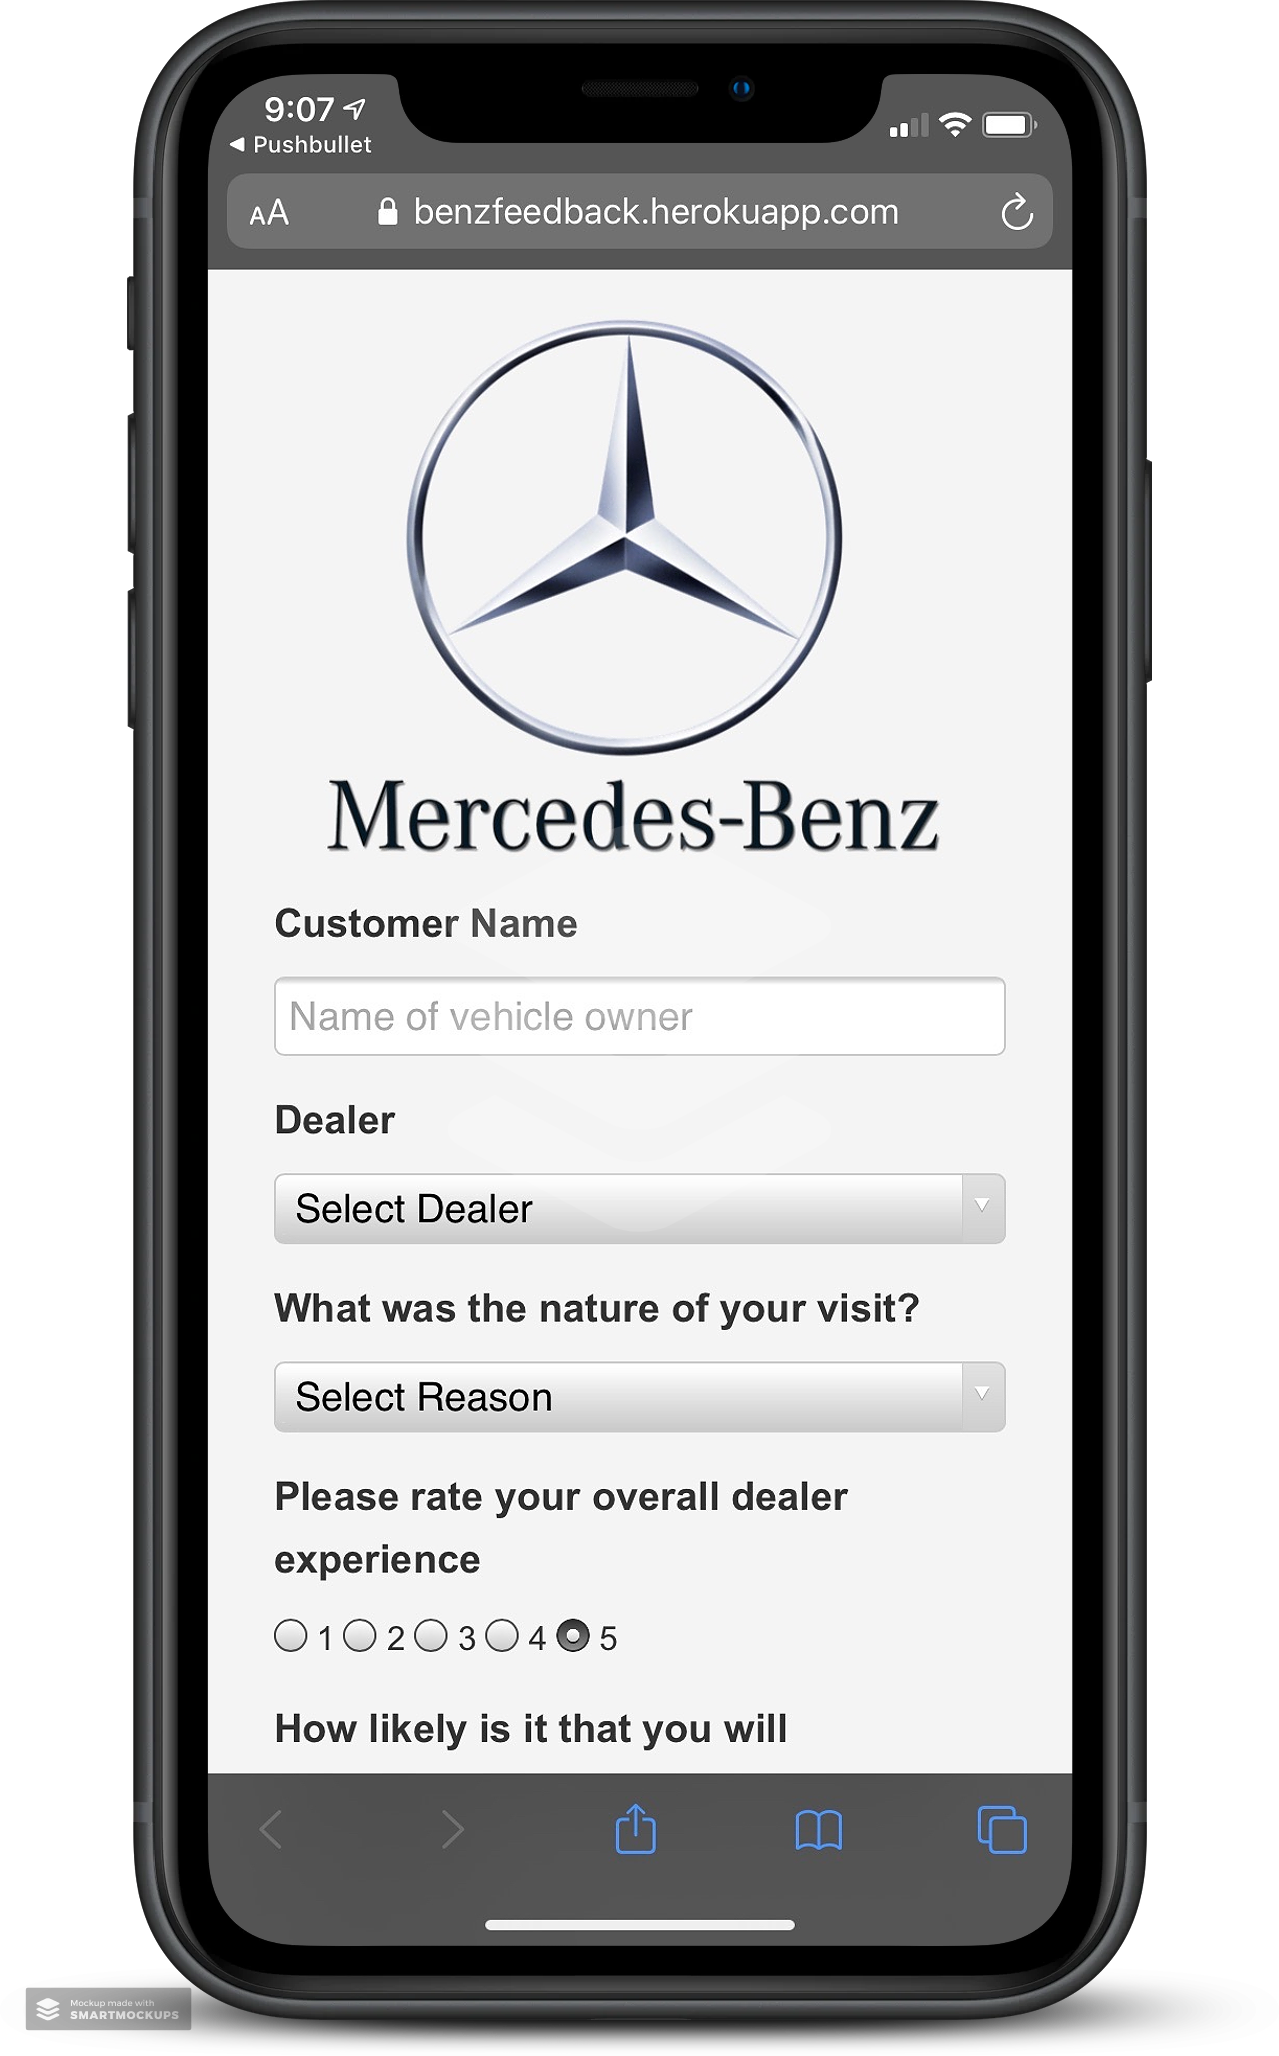 9:07
Pushbullet
AA benzfeedback.herokuapp.com
Mercedes-Benz
Customer Name
Name of vehicle owner
Dealer
Select Dealer
What was the nature of your visit?
Select Reason
Please rate your overall dealer
experience
1 2 3 4 5
How likely is it that you will
Mockup made with
SMARTMOCKUPS